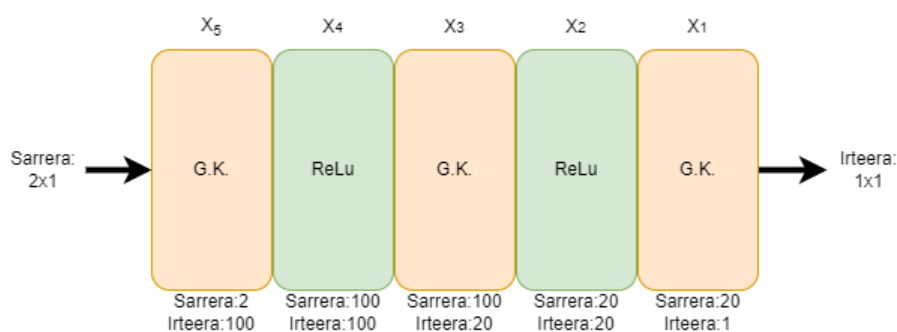 X₅ X₄ X₃ X₂ X₁
Sarrera:
2x1
G.K. ReLu G.K. ReLu G.K.
Irteera:
1x1
Sarrera:2 Sarrera:100 Sarrera:100 Sarrera:20 Sarrera:20
Irteera:100 Irteera:100 Irteera:20 Irteera:20 Irteera:1